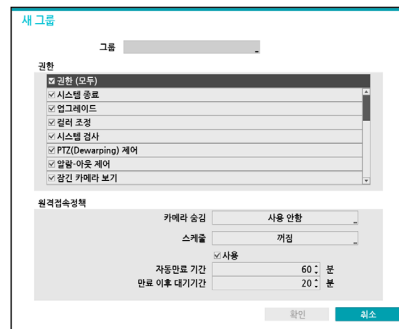 새 그룹
그룹
권한
권한 (모두)
시스템 종료
업그레이드
컬러 조정
시스템 검사
PTZ(Dewarping) 제어
알람-아웃 제어
잠긴 카메라 보기
원격접속정책
카메라 숨김 사용 안함
스케줄 꺼짐
사용
자동만료 기간 60 분
만료 이후 대기기간 20 분
확인 취소